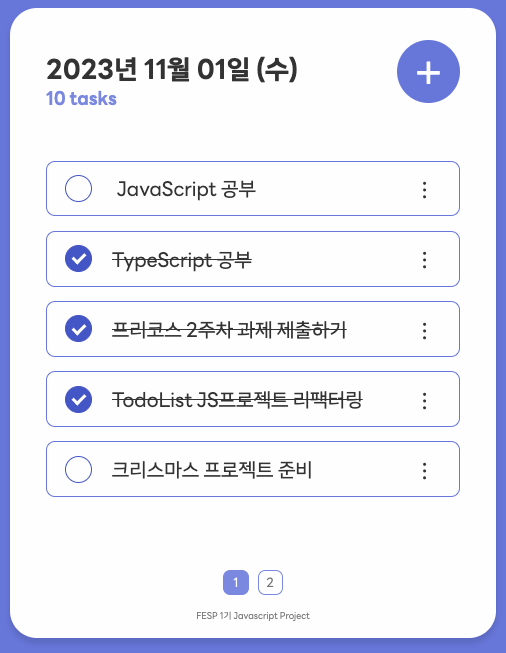 2023년 11월 01일 (수)
10 tasks
JavaScript 공부
TypeScript 공부
프리코스 2주차 과제 제출하기
TodoList JS프로젝트 리팩터링
크리스마스 프로젝트 준비
1 2
FESP 1기 Javascript Project